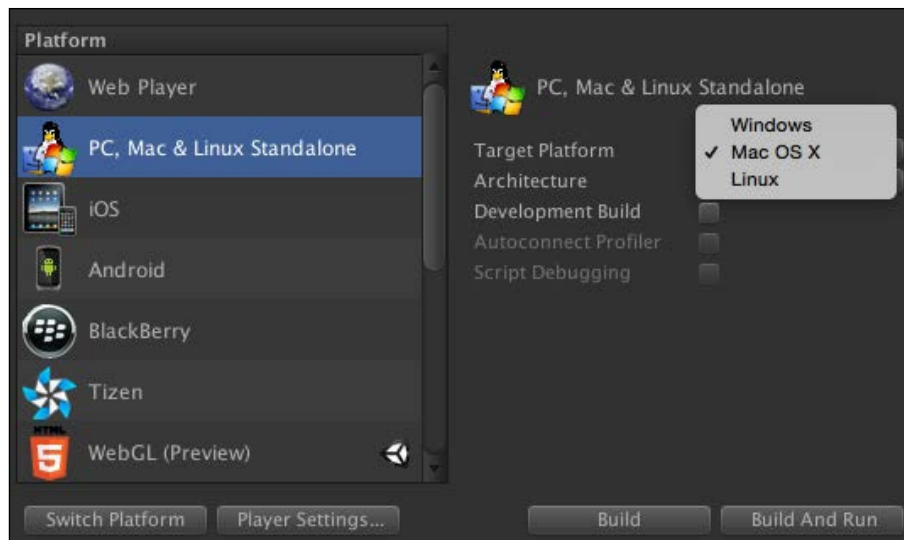 Platform
Web Player
PC, Mac & Linux Standalone
iOS
Android
BlackBerry
Tizen
HTML
5
WebGL (Preview)
Switch Platform
Player Settings...
PC, Mac & Linux Standalone
Target Platform
Windows
✓ Mac OS X
Linux
Architecture
Development Build
Autoconnect Profiler
Script Debugging
Build
Build And Run